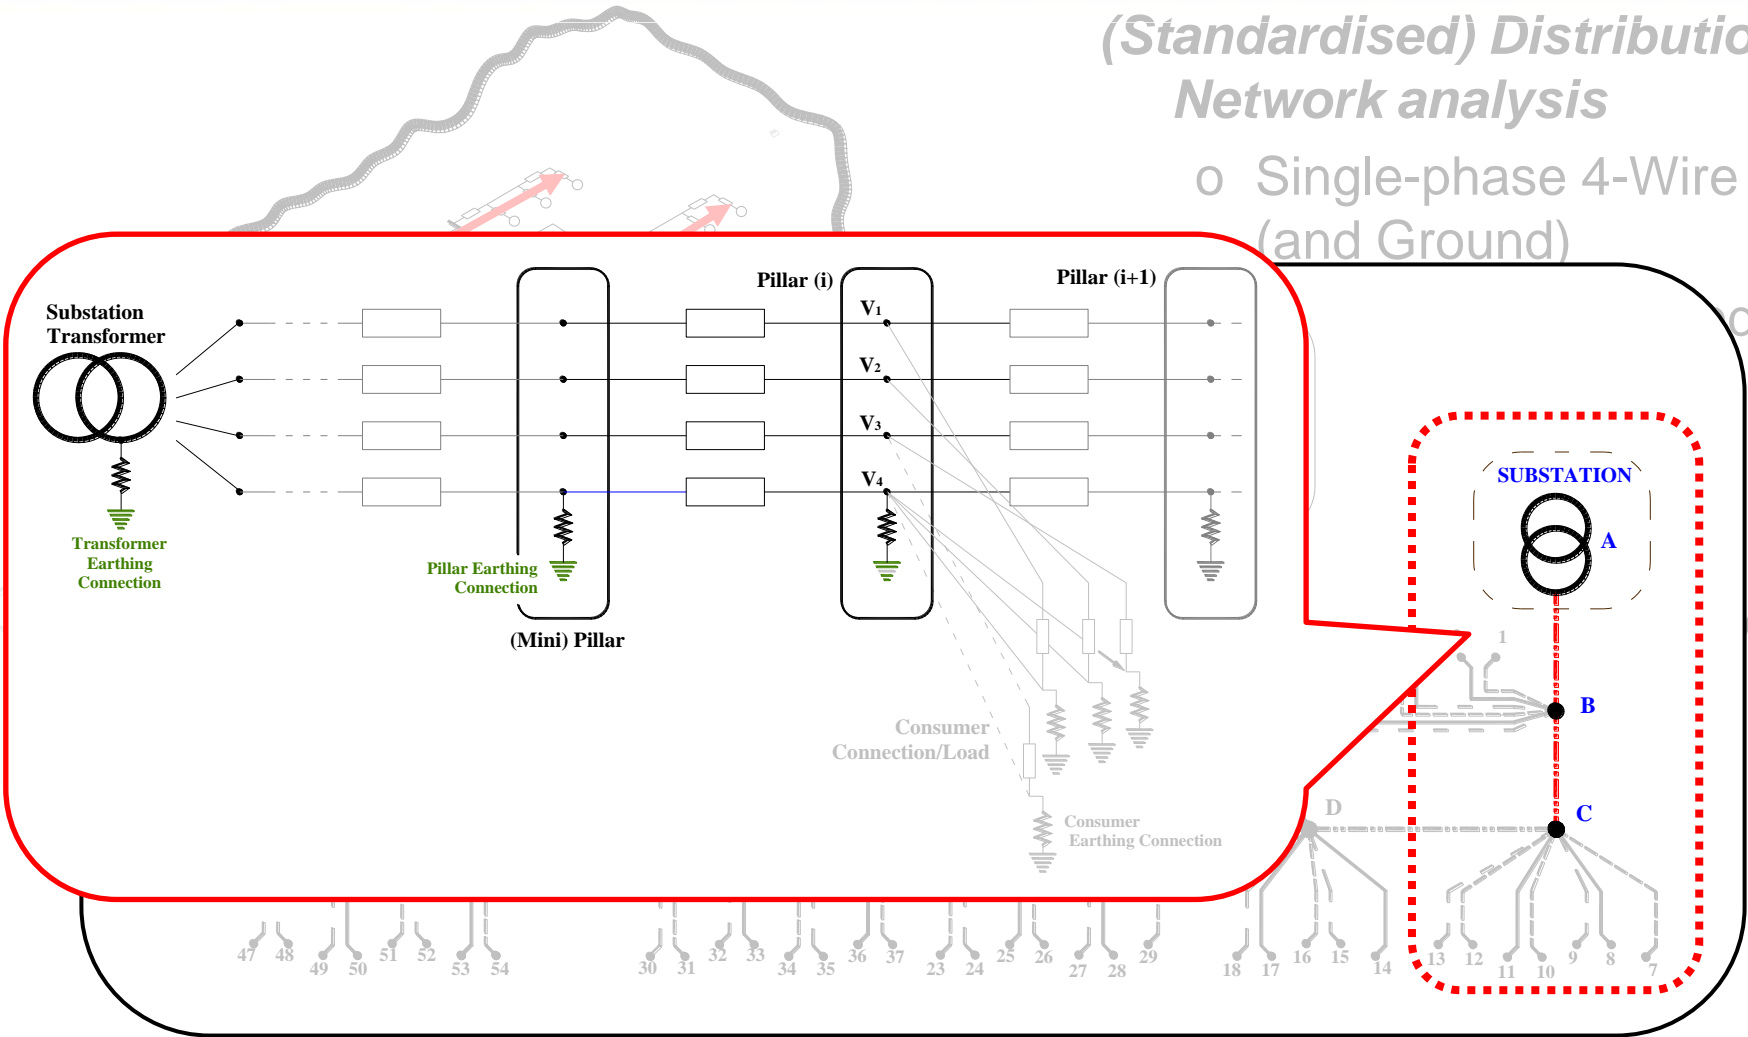 (Standardised) Distributio
Network analysis
o Single-phase 4-Wire
(and Ground)
Substation
Transformer
Pillar (i)
Pillar (i+1)
V1
V2
V3
V4
Transformer
Earthing
Connection
Pillar Earthing
Connection
(Mini) Pillar
Consumer
Connection/Load
Consumer
Earthing Connection
SUBSTATION
A
1
B
C
D
47 48 49 50 51 52 53 54 30 31 32 33 34 35 36 37 23 24 25 26 27 28 29 18 17 16 15 14 13 12 11 10 9 8 7